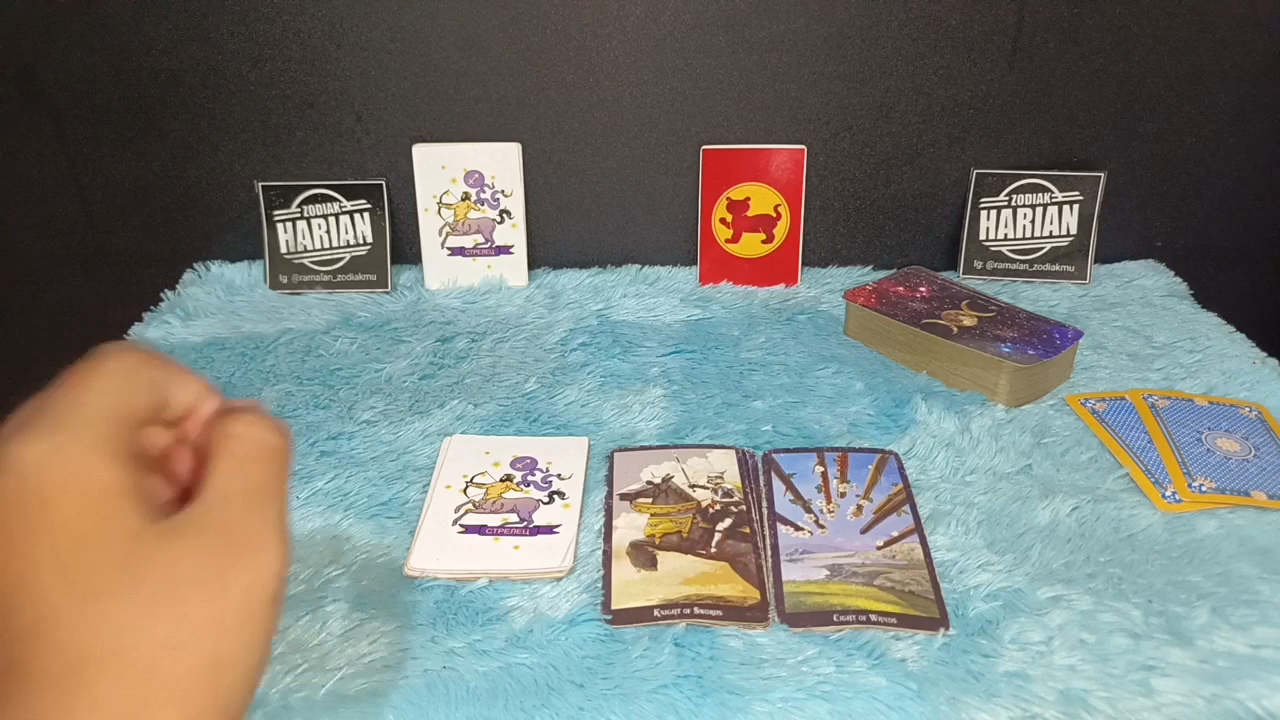 ZODIAK
HARIAN
Ig: @ramalan_zodiakmu
СТРЕЛЕЦ
ZODIAK
HARIAN
Ig: @ramalan_zodiakmu
СТРЕЛЕЦ
KNIGHT OF SWORDS
EIGHT OF WANDS